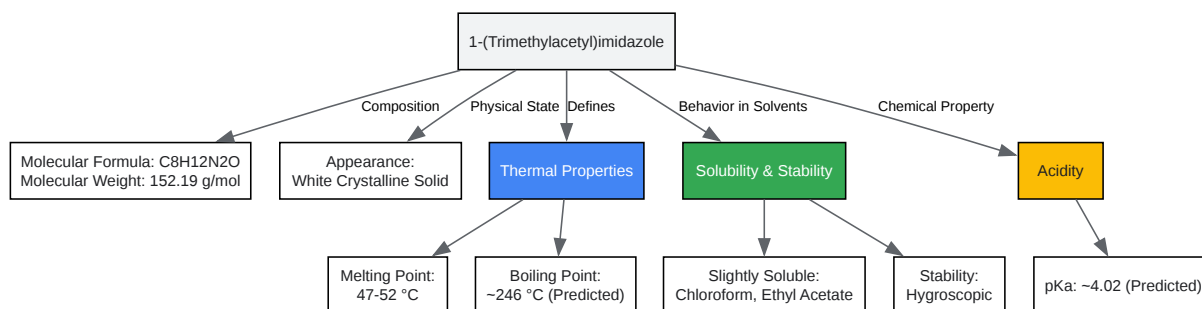 1-(Trimethylacetyl)imidazole
Composition
Physical State
Defines
Behavior in Solvents
Chemical Property
Molecular Formula: C8H12N2O
Molecular Weight: 152.19 g/mol
Appearance:
White Crystalline Solid
Thermal Properties
Solubility & Stability
Acidity
Melting Point:
47-52 °C
Boiling Point:
~246 °C (Predicted)
Slightly Soluble:
Chloroform, Ethyl Acetate
Stability:
Hygroscopic
pKa: ~4.02 (Predicted)